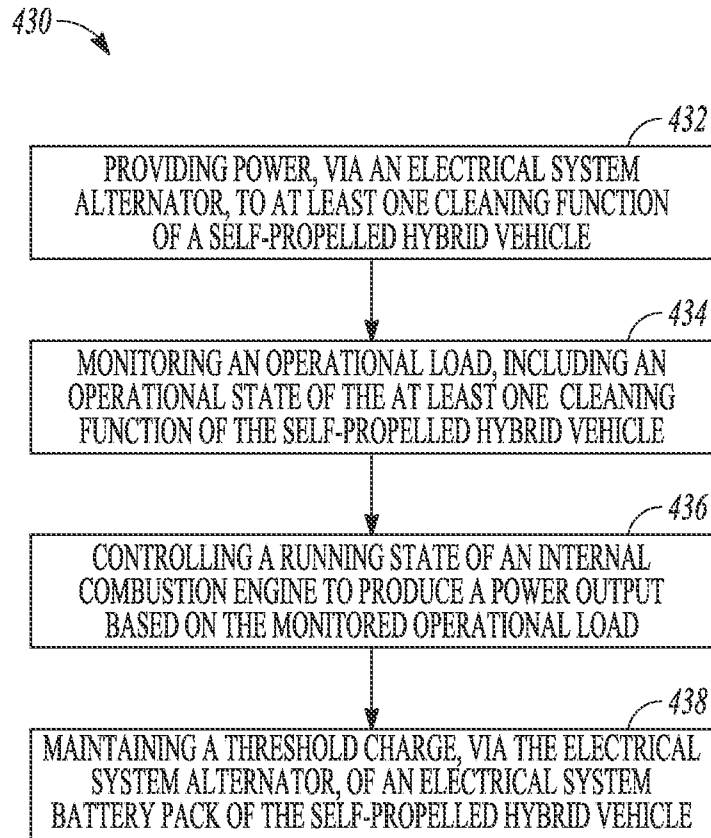 430
432
PROVIDING POWER, VIA AN ELECTRICAL SYSTEM
ALTERNATOR, TO AT LEAST ONE CLEANING FUNCTION
OF A SELF-PROPELLED HYBRID VEHICLE
434
MONITORING AN OPERATIONAL LOAD, INCLUDING AN
OPERATIONAL STATE OF THE AT LEAST ONE CLEANING
FUNCTION OF THE SELF-PROPELLED HYBRID VEHICLE
436
CONTROLLING A RUNNING STATE OF AN INTERNAL
COMBUSTION ENGINE TO PRODUCE A POWER OUTPUT
BASED ON THE MONITORED OPERATIONAL LOAD
438
MAINTAINING A THRESHOLD CHARGE, VIA THE ELECTRICAL
SYSTEM ALTERNATOR, OF AN ELECTRICAL SYSTEM
BATTERY PACK OF THE SELF-PROPELLED HYBRID VEHICLE